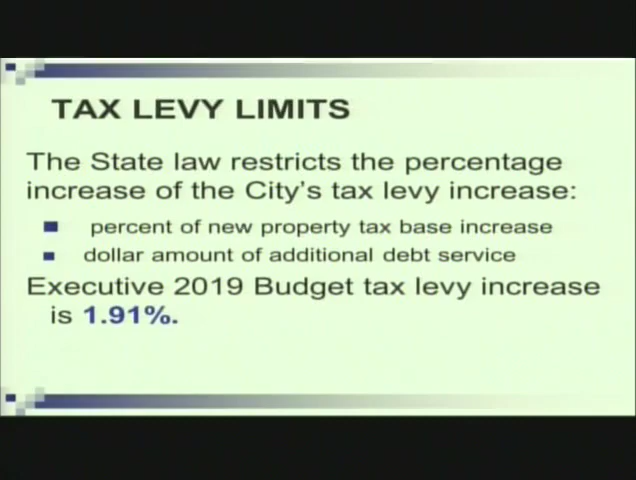 TAX LEVY LIMITS
The State law restricts the percentage
increase of the City's tax levy increase:
percent of new property tax base increase
dollar amount of additional debt service
Executive 2019 Budget tax levy increase
is 1.91%.